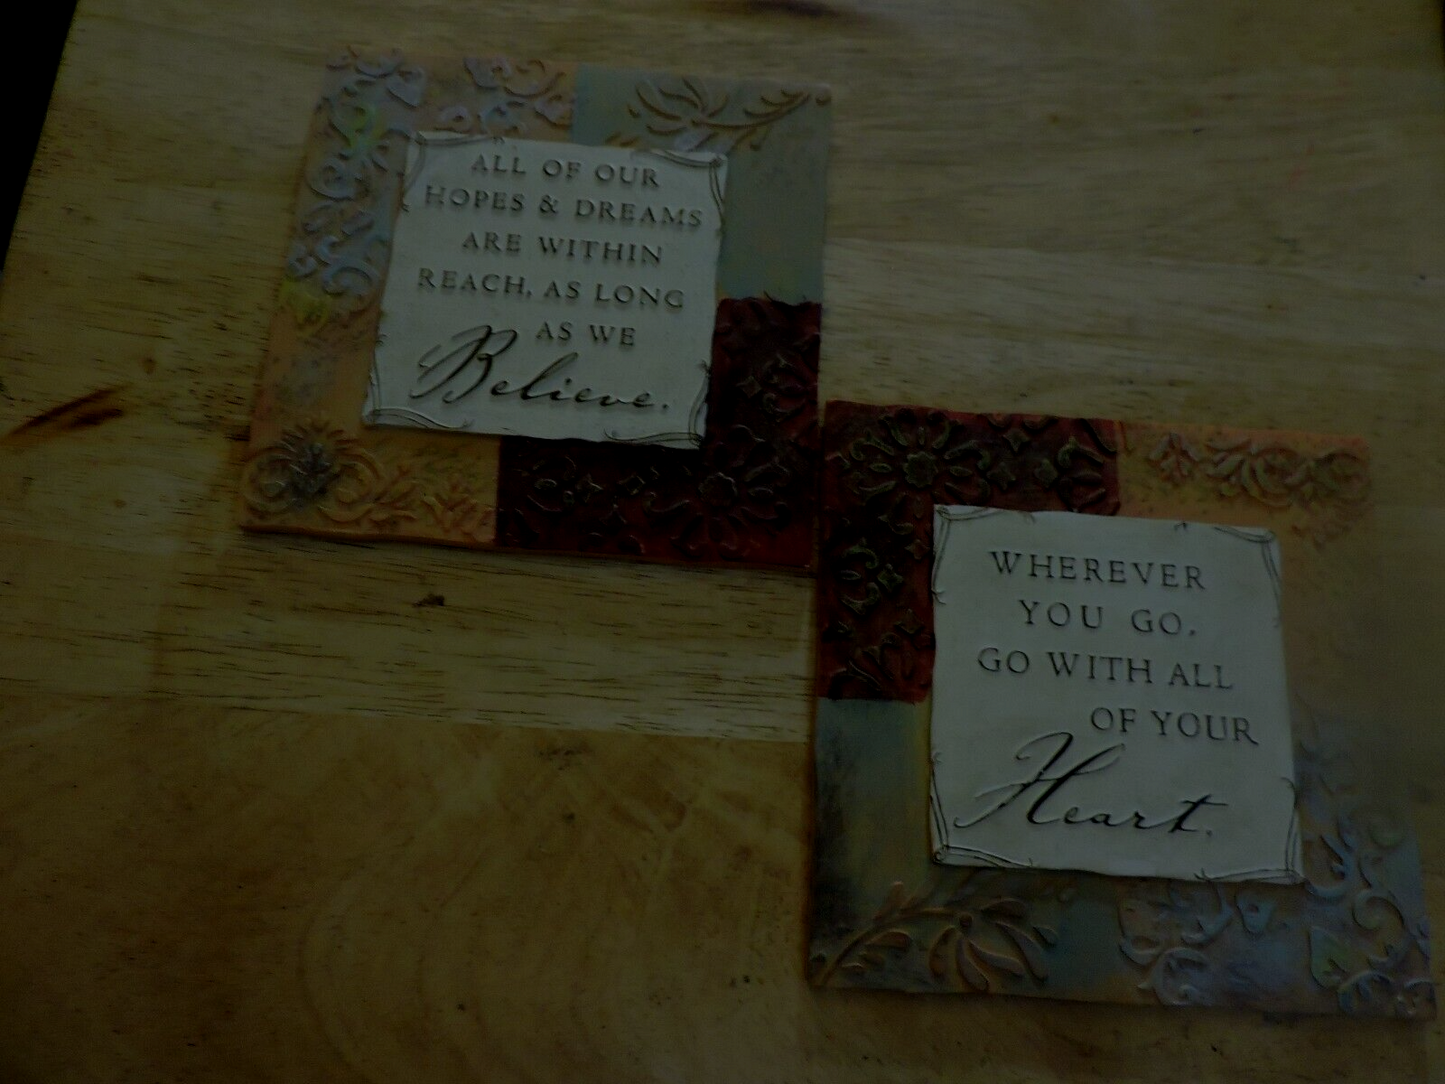 ALL OF OUR
HOPES & DREAMS
ARE WITHIN
REACH, AS LONG
AS WE
Believe.
WHEREVER
YOU GO,
GO WITH ALL
OF YOUR
Heart.